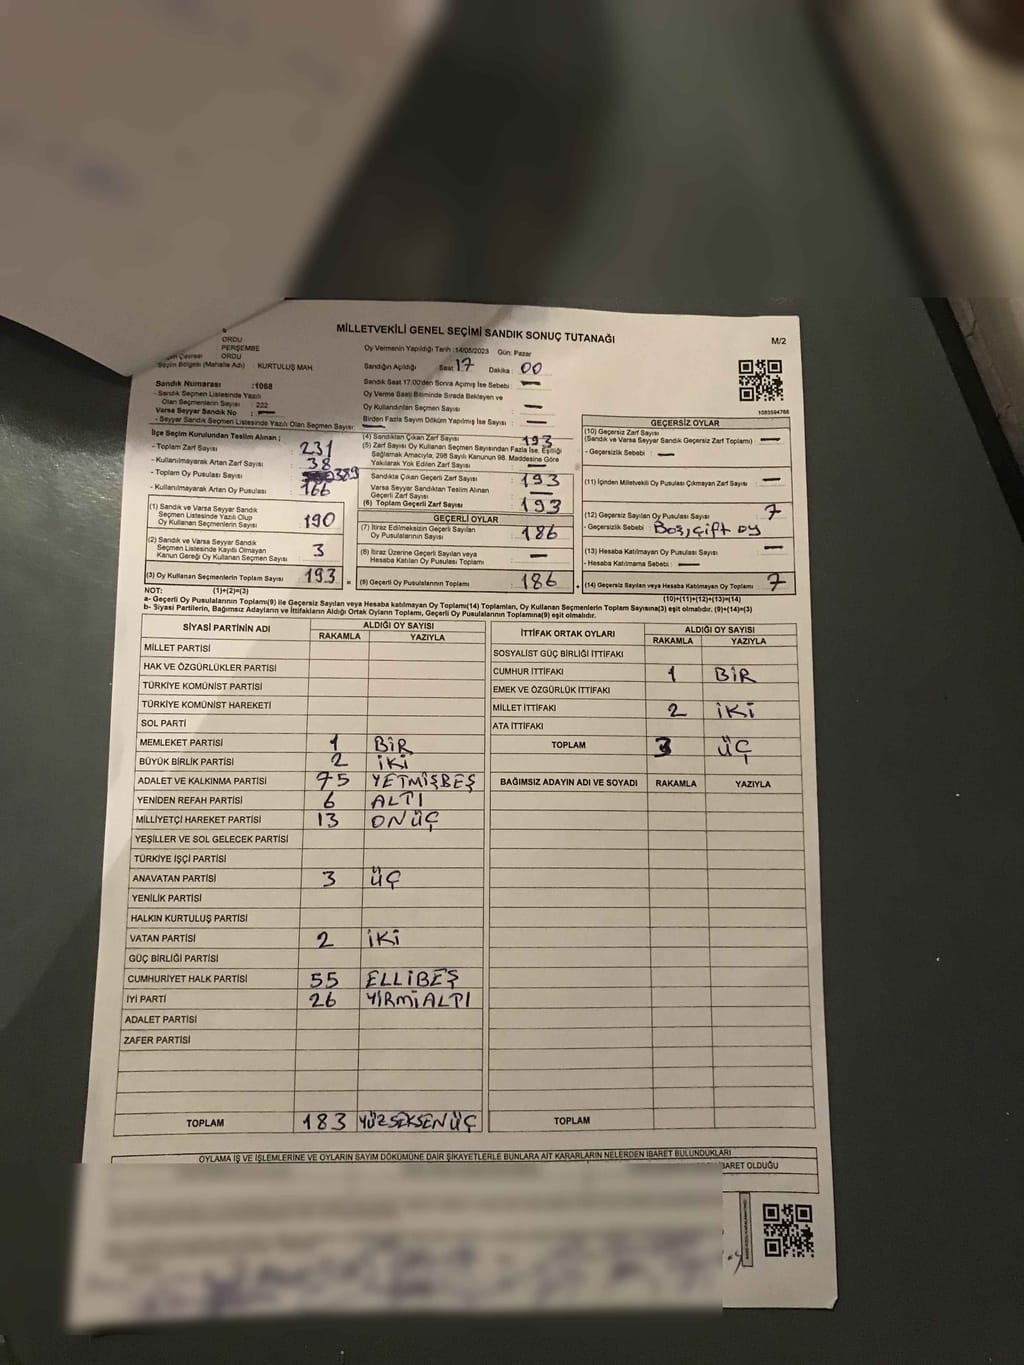 MİLLETVEKİLİ GENEL SEÇİMİ SANDIK SONUÇ TUTANAĞI
M/2
ORDU
PERŞEMBE
Çevresi ORDU
Seçim Bölgesi (Mahalle Adı) : KURTULUŞ MAH.
Oy Vermenin Yapıldığı Tarih :14/05/2023 Gün: Pazar
Sandığın Açıldığı Saat : 17 Dakika : 00
Sandık Numarası :1068
- Sandık Seçmen Listesinde Yazılı
Olan Seçmenlerin Sayısı : 222
Varsa Seyyar Sandık No : —
- Seyyar Sandık Seçmen Listesinde Yazılı Olan Seçmen Sayısı : —
Sandık Saat 17.00'den Sonra Açılmış İse Sebebi : —
Oy Verme Saati Bitiminde Sırada Bekleyen ve
Oy Kullandırılan Seçmen Sayısı : —
Birden Fazla Sayım Döküm Yapılmış İse Sayısı : —
1083594766
İlçe Seçim Kurulundan Teslim Alınan ;
- Toplam Zarf Sayısı : 231
- Kullanılmayarak Artan Zarf Sayısı : 38
- Toplam Oy Pusulası Sayısı : 389
- Kullanılmayarak Artan Oy Pusulası : 166
(1) Sandık ve Varsa Seyyar Sandık
Seçmen Listesinde Yazılı Olup
Oy Kullanan Seçmenlerin Sayısı : 190
(2) Sandık ve Varsa Seyyar Sandık
Seçmen Listesinde Kayıtlı Olmayan
Kanun Gereği Oy Kullanan Seçmen Sayısı : 3
(3) Oy Kullanan Seçmenlerin Toplam Sayısı : 193 =
(4) Sandıktan Çıkan Zarf Sayısı : 193
(5) Zarf Sayısı Oy Kullanan Seçmen Sayısından Fazla İse, Eşitliği
Sağlamak Amacıyla, 298 Sayılı Kanunun 98. Maddesine Göre
Yakılarak Yok Edilen Zarf Sayısı : —
Sandıkta Çıkan Geçerli Zarf Sayısı : 193
Varsa Seyyar Sandıktan Teslim Alınan
Geçerli Zarf Sayısı : —
(6) Toplam Geçerli Zarf Sayısı : 193
GEÇERLİ OYLAR
(7) İtiraz Edilmeksizin Geçerli Sayılan
Oy Pusulalarının Sayısı : 186
(8) İtiraz Üzerine Geçerli Sayılan veya
Hesaba Katılan Oy Pusulası Toplamı : —
(9) Geçerli Oy Pusulalarının Toplamı : 186 +
GEÇERSİZ OYLAR
(10) Geçersiz Zarf Sayısı
(Sandık ve Varsa Seyyar Sandık Geçersiz Zarf Toplamı) : —
- Geçersizlik Sebebi : —
(11) İçinden Milletvekili Oy Pusulası Çıkmayan Zarf Sayısı : —
(12) Geçersiz Sayılan Oy Pusulası Sayısı : 7
- Geçersizlik Sebebi : Boş, çift oy
(13) Hesaba Katılmayan Oy Pusulası Sayısı : —
- Hesaba Katılmama Sebebi : —
(14) Geçersiz Sayılan veya Hesaba Katılmayan Oy Toplamı : 7
NOT: (1)+(2)=(3) (10)+(11)+(12)+(13)=(14)
a- Geçerli Oy Pusulalarının Toplamı(9) ile Geçersiz Sayılan veya Hesaba katılmayan Oy Toplamı(14) Toplamları, Oy Kullanan Seçmenlerin Toplam Sayısına(3) eşit olmalıdır. (9)+(14)=(3)
b- Siyasi Partilerin, Bağımsız Adayların ve İttifakların Aldığı Ortak Oyların Toplamı, Geçerli Oy Pusulalarının Toplamına(9) eşit olmalıdır.
SİYASİ PARTİNİN ADI ALDIĞI OY SAYISI
RAKAMLA YAZIYLA
MİLLET PARTİSİ
HAK VE ÖZGÜRLÜKLER PARTİSİ
TÜRKİYE KOMÜNİST PARTİSİ
TÜRKİYE KOMÜNİST HAREKETİ
SOL PARTİ
MEMLEKET PARTİSİ 1 BİR
BÜYÜK BİRLİK PARTİSİ 2 İKİ
ADALET VE KALKINMA PARTİSİ 75 YETMİŞBEŞ
YENİDEN REFAH PARTİSİ 6 ALTI
MİLLİYETÇİ HAREKET PARTİSİ 13 ONÜÇ
YEŞİLLER VE SOL GELECEK PARTİSİ
TÜRKİYE İŞÇİ PARTİSİ
ANAVATAN PARTİSİ 3 ÜÇ
YENİLİK PARTİSİ
HALKIN KURTULUŞ PARTİSİ
VATAN PARTİSİ 2 İKİ
GÜÇ BİRLİĞİ PARTİSİ
CUMHURİYET HALK PARTİSİ 55 ELLİBEŞ
İYİ PARTİ 26 YİRMİALTI
ADALET PARTİSİ
ZAFER PARTİSİ
TOPLAM 183 YÜZSEKSENÜÇ
İTTİFAK ORTAK OYLARI ALDIĞI OY SAYISI
RAKAMLA YAZIYLA
SOSYALİST GÜÇ BİRLİĞİ İTTİFAKI
CUMHUR İTTİFAKI 1 BİR
EMEK VE ÖZGÜRLÜK İTTİFAKI
MİLLET İTTİFAKI 2 İKİ
ATA İTTİFAKI
TOPLAM 3 ÜÇ
BAĞIMSIZ ADAYIN ADI VE SOYADI RAKAMLA YAZIYLA
TOPLAM
OYLAMA İŞ VE İŞLEMLERİNE VE OYLARIN SAYIM DÖKÜMÜNE DAİR ŞİKAYETLERLE BUNLARA AİT KARARLARIN NELERDEN İBARET BULUNDUKLARI
BARET OLDUĞU